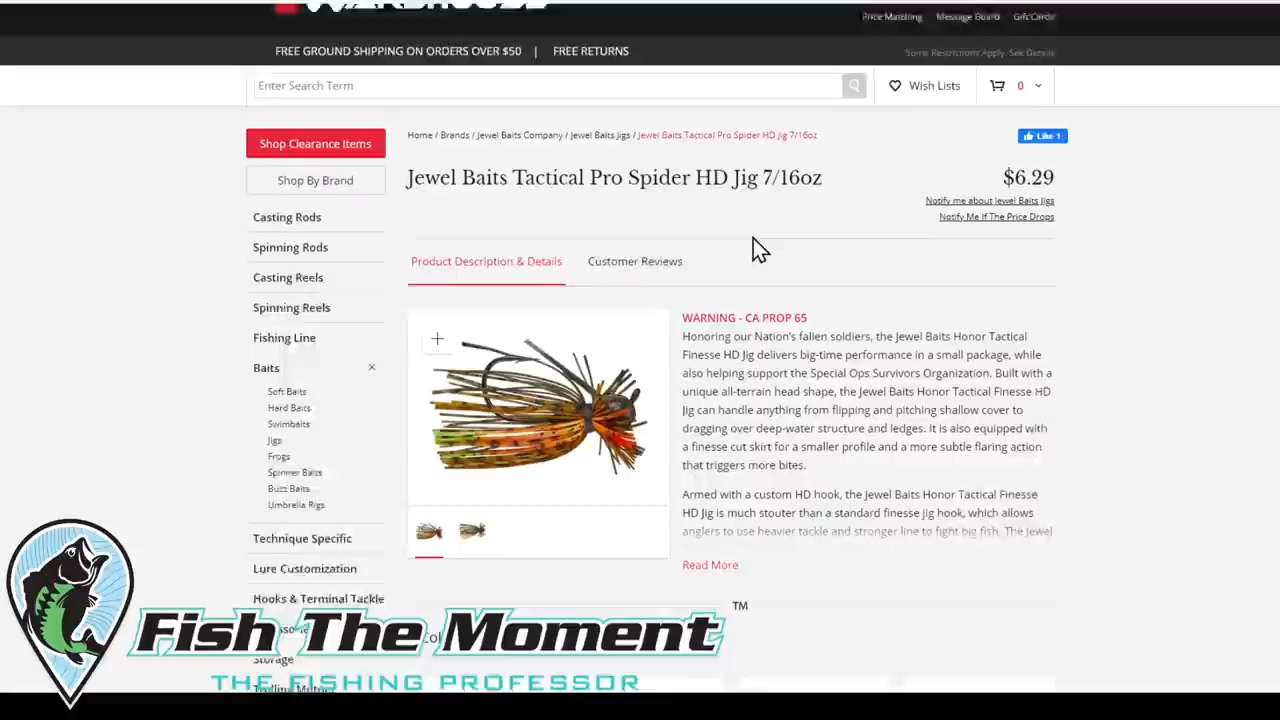 WAREHOUSE
Price Matching Message Board Gift Cards
FREE GROUND SHIPPING ON ORDERS OVER $50 | FREE RETURNS
Some Restrictions Apply. See Details
Enter Search Term
Wish Lists
0
Shop Clearance Items
Home / Brands / Jewel Baits Company / Jewel Baits Jigs / Jewel Baits Tactical Pro Spider HD Jig 7/16oz
Like 1
Shop By Brand
Jewel Baits Tactical Pro Spider HD Jig 7/16oz
$6.29
Notify me about Jewel Baits Jigs
Notify Me If The Price Drops
Casting Rods
Spinning Rods
Casting Reels
Spinning Reels
Fishing Line
Baits
Soft Baits
Hard Baits
Swimbaits
Jigs
Frogs
Spinner Baits
Buzz Baits
Umbrella Rigs
Technique Specific
Lure Customization
Hooks & Terminal Tackle
Storage
Product Description & Details
Customer Reviews
WARNING - CA PROP 65
Honoring our Nation's fallen soldiers, the Jewel Baits Honor Tactical
Finesse HD Jig delivers big-time performance in a small package, while
also helping support the Special Ops Survivors Organization. Built with a
unique all-terrain head shape, the Jewel Baits Honor Tactical Finesse HD
Jig can handle anything from flipping and pitching shallow cover to
dragging over deep-water structure and ledges. It is also equipped with
a finesse cut skirt for a smaller profile and a more subtle flaring action
that triggers more bites.
Armed with a custom HD hook, the Jewel Baits Honor Tactical Finesse
HD Jig is much stouter than a standard finesse jig hook, which allows
anglers to use heavier tackle and stronger line to fight big fish. The Jewel
Read More
Fish The Moment
TM
THE FISHING PROFESSOR